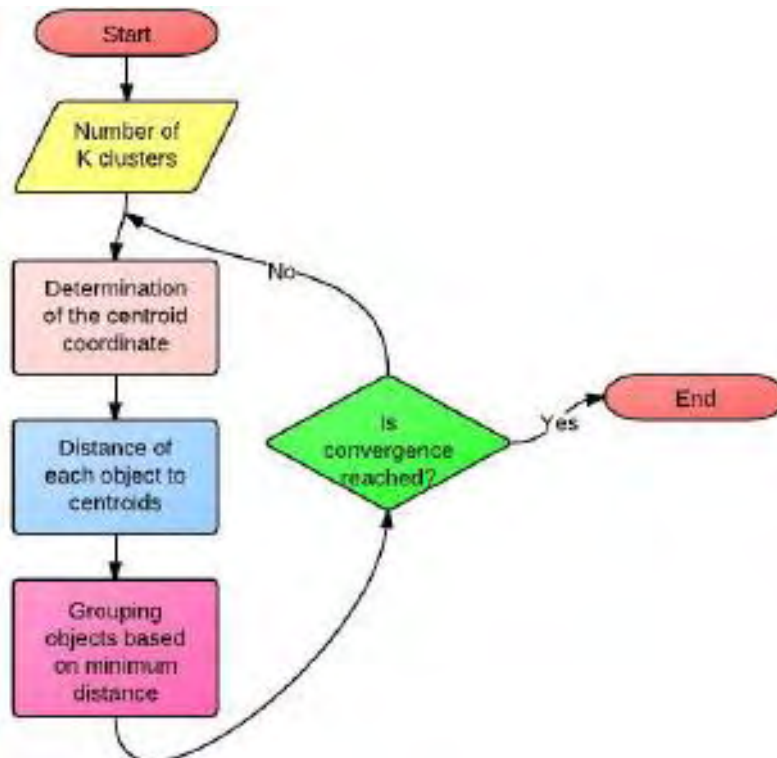 Start
Number of
K clusters
No
Determination
of the centroid
coordinate
Is
convergence
reached?
Yes
End
Distance of
each object to
centroids
Grouping
objects based
on minimum
distance